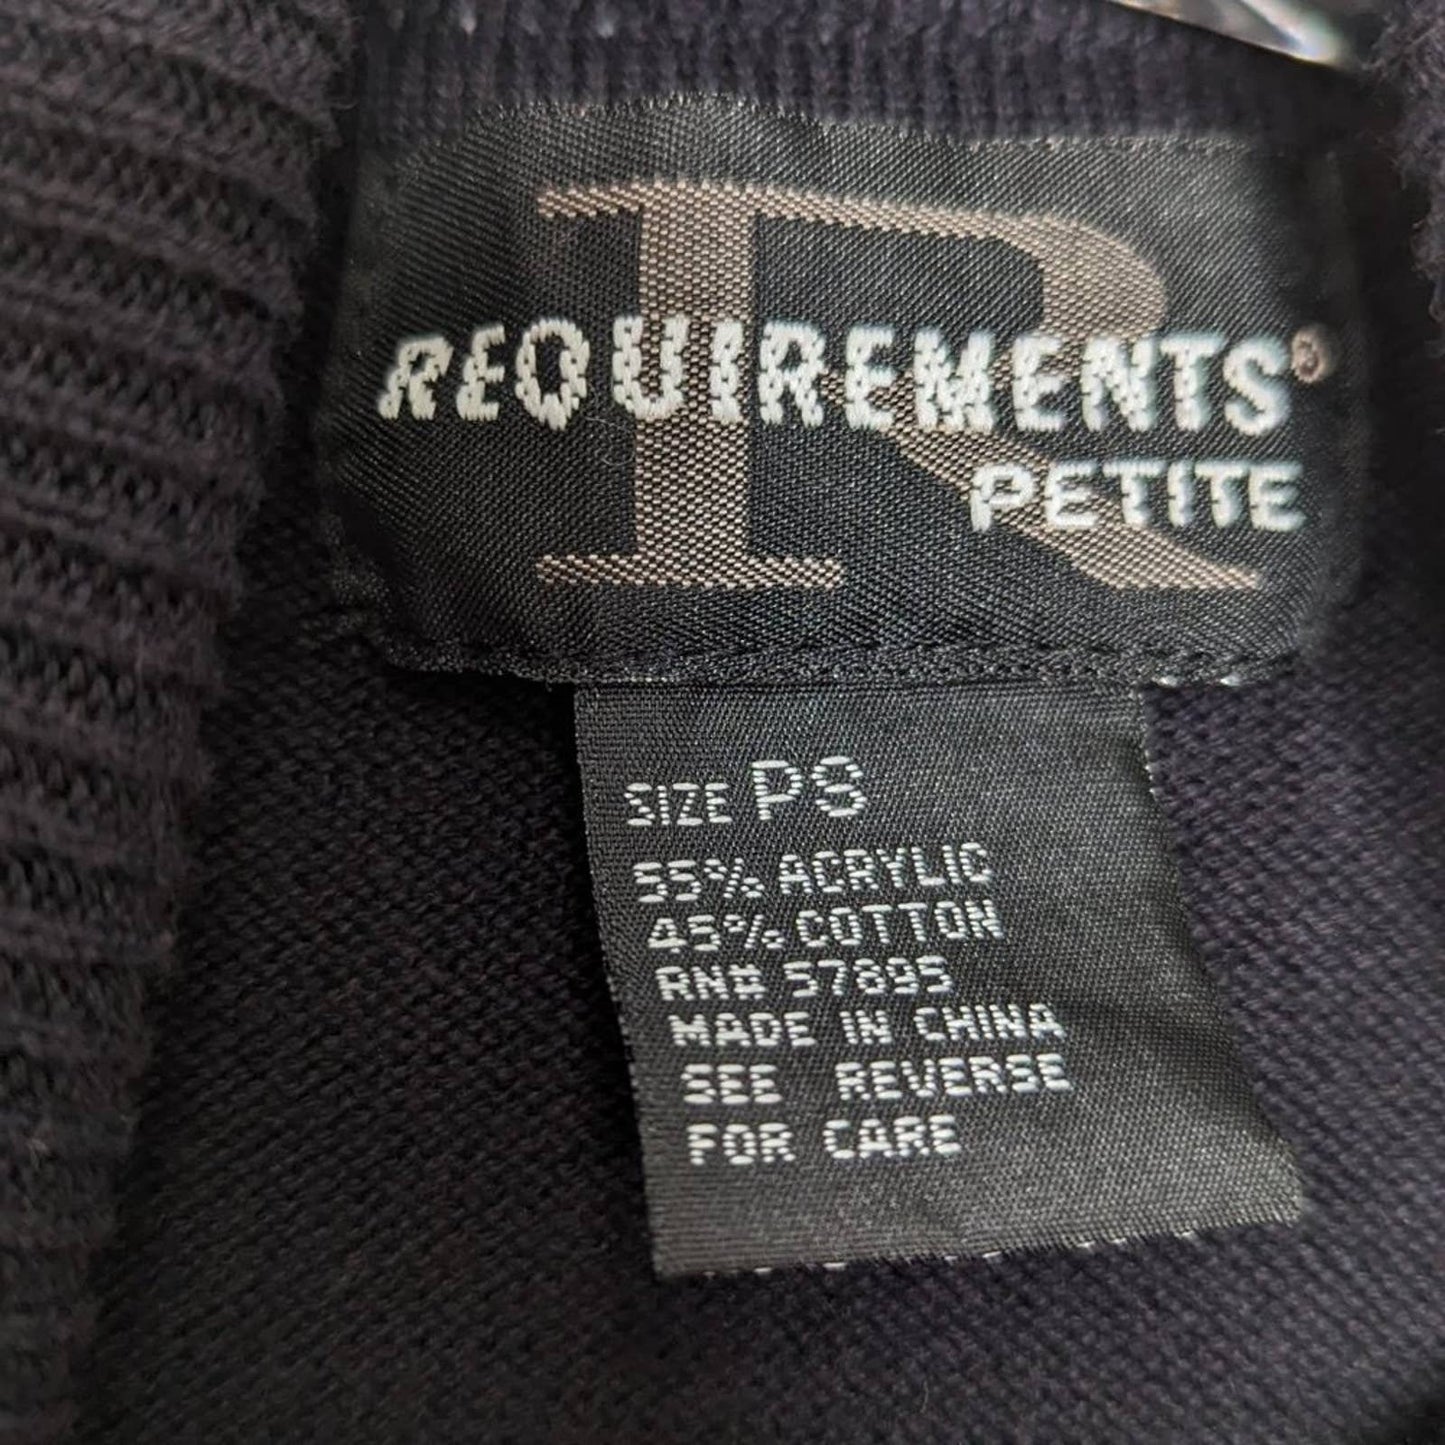 REQUIREMENTS®
PETITE
SIZE PS
55% ACRYLIC
45% COTTON
RN# 57895
MADE IN CHINA
SEE REVERSE
FOR CARE